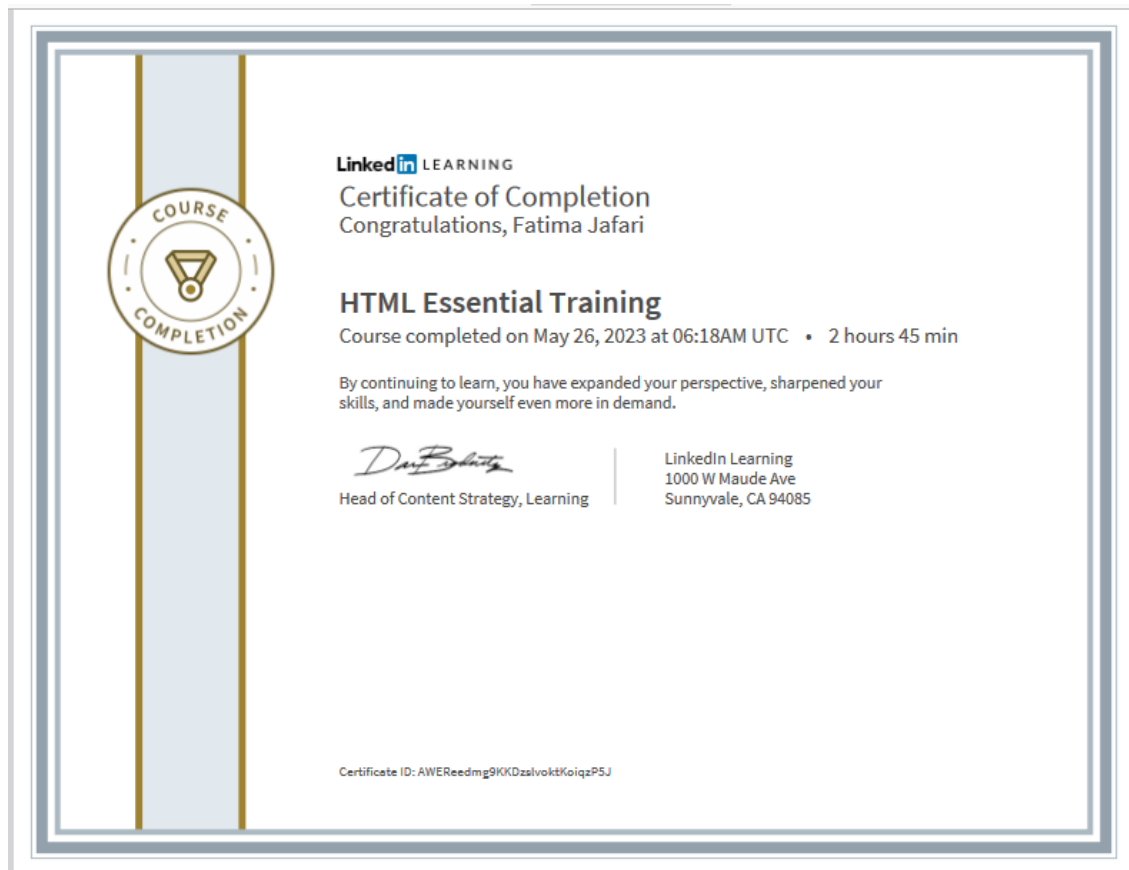 Linked in LEARNING
Certificate of Completion
Congratulations, Fatima Jafari
COURSE
COMPLETION
HTML Essential Training
Course completed on May 26, 2023 at 06:18AM UTC • 2 hours 45 min
By continuing to learn, you have expanded your perspective, sharpened your
skills, and made yourself even more in demand.
Head of Content Strategy, Learning
LinkedIn Learning
1000 W Maude Ave
Sunnyvale, CA 94085
Certificate ID: AWEReedmg9KKDzslvoktKoiqzP5J